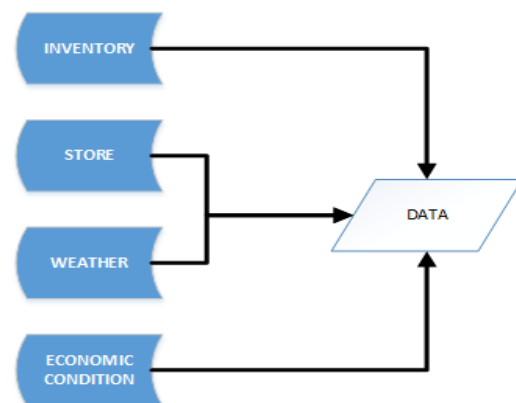 INVENTORY
STORE
DATA
WEATHER
ECONOMIC
CONDITION